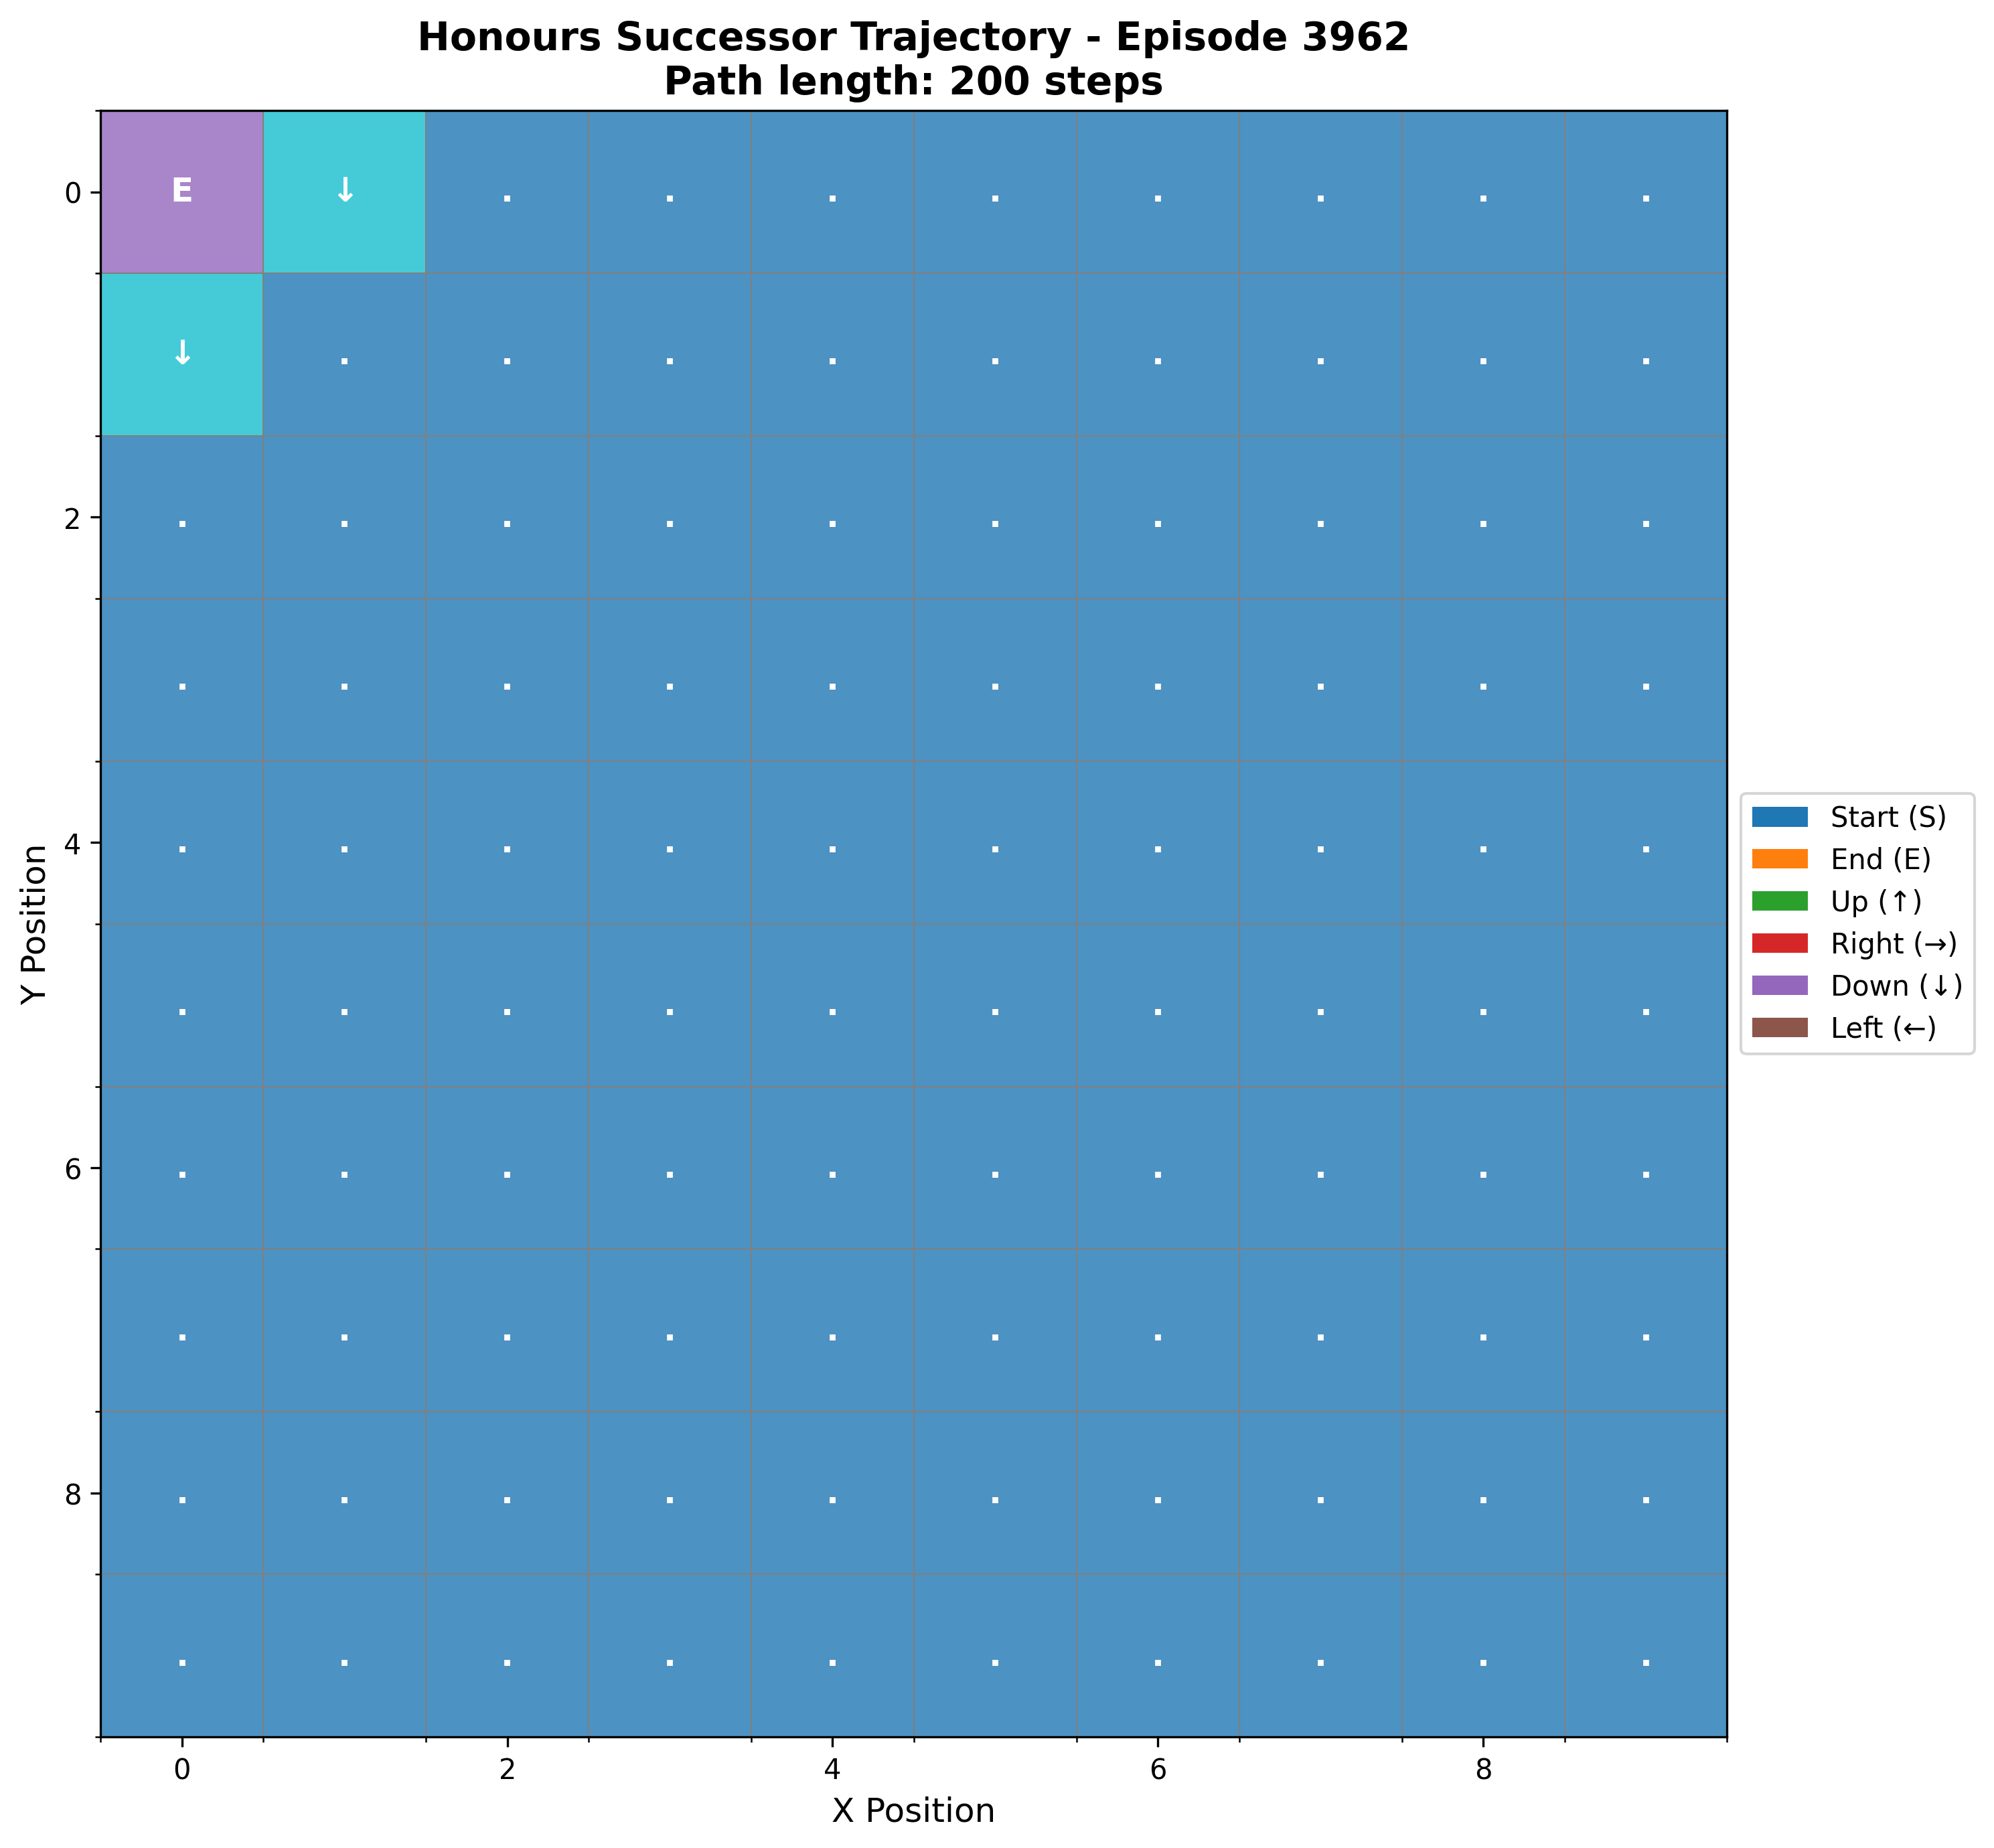 Honours Successor Trajectory - Episode 3962
Path length: 200 steps
E ↓ . . . . . . . .
↓ . . . . . . . . .
. . . . . . . . . .
. . . . . . . . . .
. . . . . . . . . .
. . . . . . . . . .
. . . . . . . . . .
. . . . . . . . . .
. . . . . . . . . .
. . . . . . . . . .
0
2
4
6
8
Y Position
0 2 4 6 8
X Position
Start (S)
End (E)
Up (↑)
Right (→)
Down (↓)
Left (←)